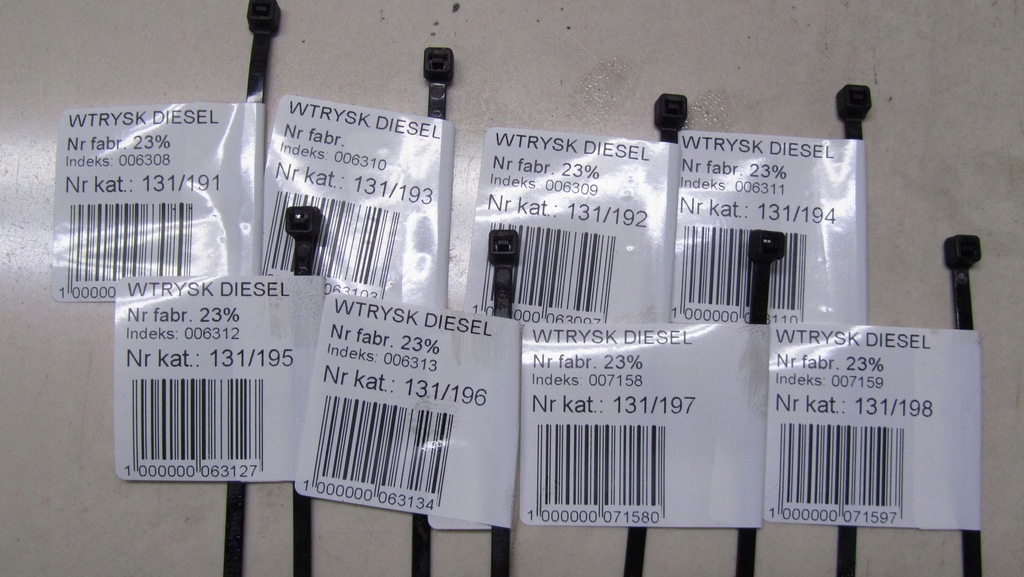 WTRYSK DIESEL
Nr fabr. 23%
Indeks: 006308
Nr kat.: 131/191
1 00000
WTRYSK DIESEL
Nr fabr.
Indeks: 006310
Nr kat.: 131/193
WTRYSK DIESEL
Nr fabr. 23%
Indeks: 006309
Nr kat.: 131/192
WTRYSK DIESEL
Nr fabr. 23%
Indeks: 006311
Nr kat.: 131/194
WTRYSK DIESEL
Nr fabr. 23%
Indeks: 006312
Nr kat.: 131/195
1 000000 063127
WTRYSK DIESEL
Nr fabr. 23%
Indeks: 006313
Nr kat.: 131/196
1 000000 063134
WTRYSK DIESEL
Nr fabr. 23%
Indeks: 007158
Nr kat.: 131/197
1 000000 071580
WTRYSK DIESEL
Nr fabr. 23%
Indeks: 007159
Nr kat.: 131/198
1 000000 071597